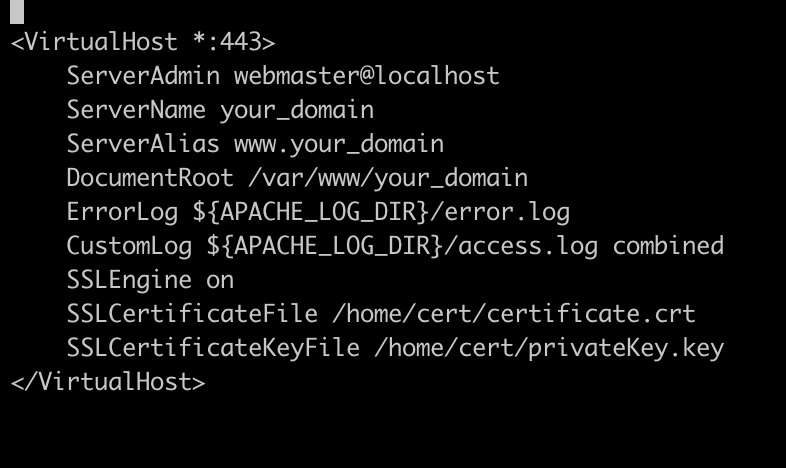 <VirtualHost *:443>
    ServerAdmin webmaster@localhost
    ServerName your_domain
    ServerAlias www.your_domain
    DocumentRoot /var/www/your_domain
    ErrorLog ${APACHE_LOG_DIR}/error.log
    CustomLog ${APACHE_LOG_DIR}/access.log combined
    SSLEngine on
    SSLCertificateFile /home/cert/certificate.crt
    SSLCertificateKeyFile /home/cert/privateKey.key
</VirtualHost>